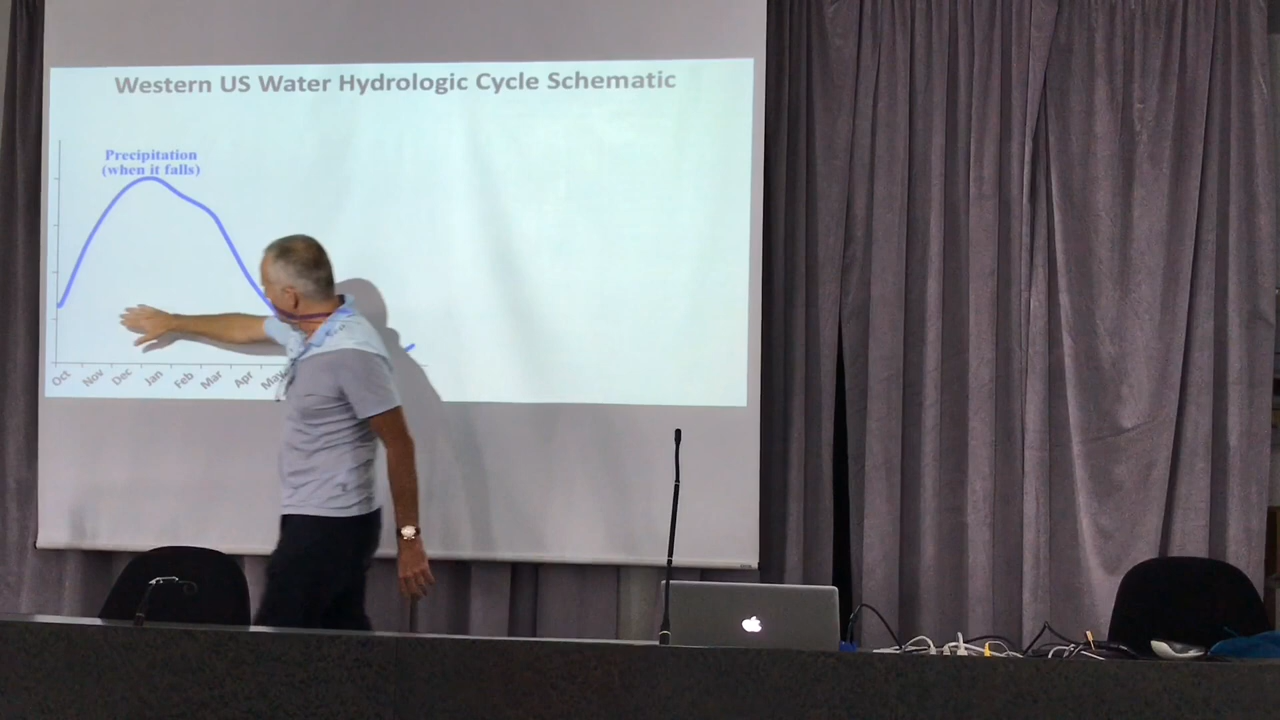 Western US Water Hydrologic Cycle Schematic
Precipitation
(when it falls)
Oct Nov Dec Jan Feb Mar Apr May